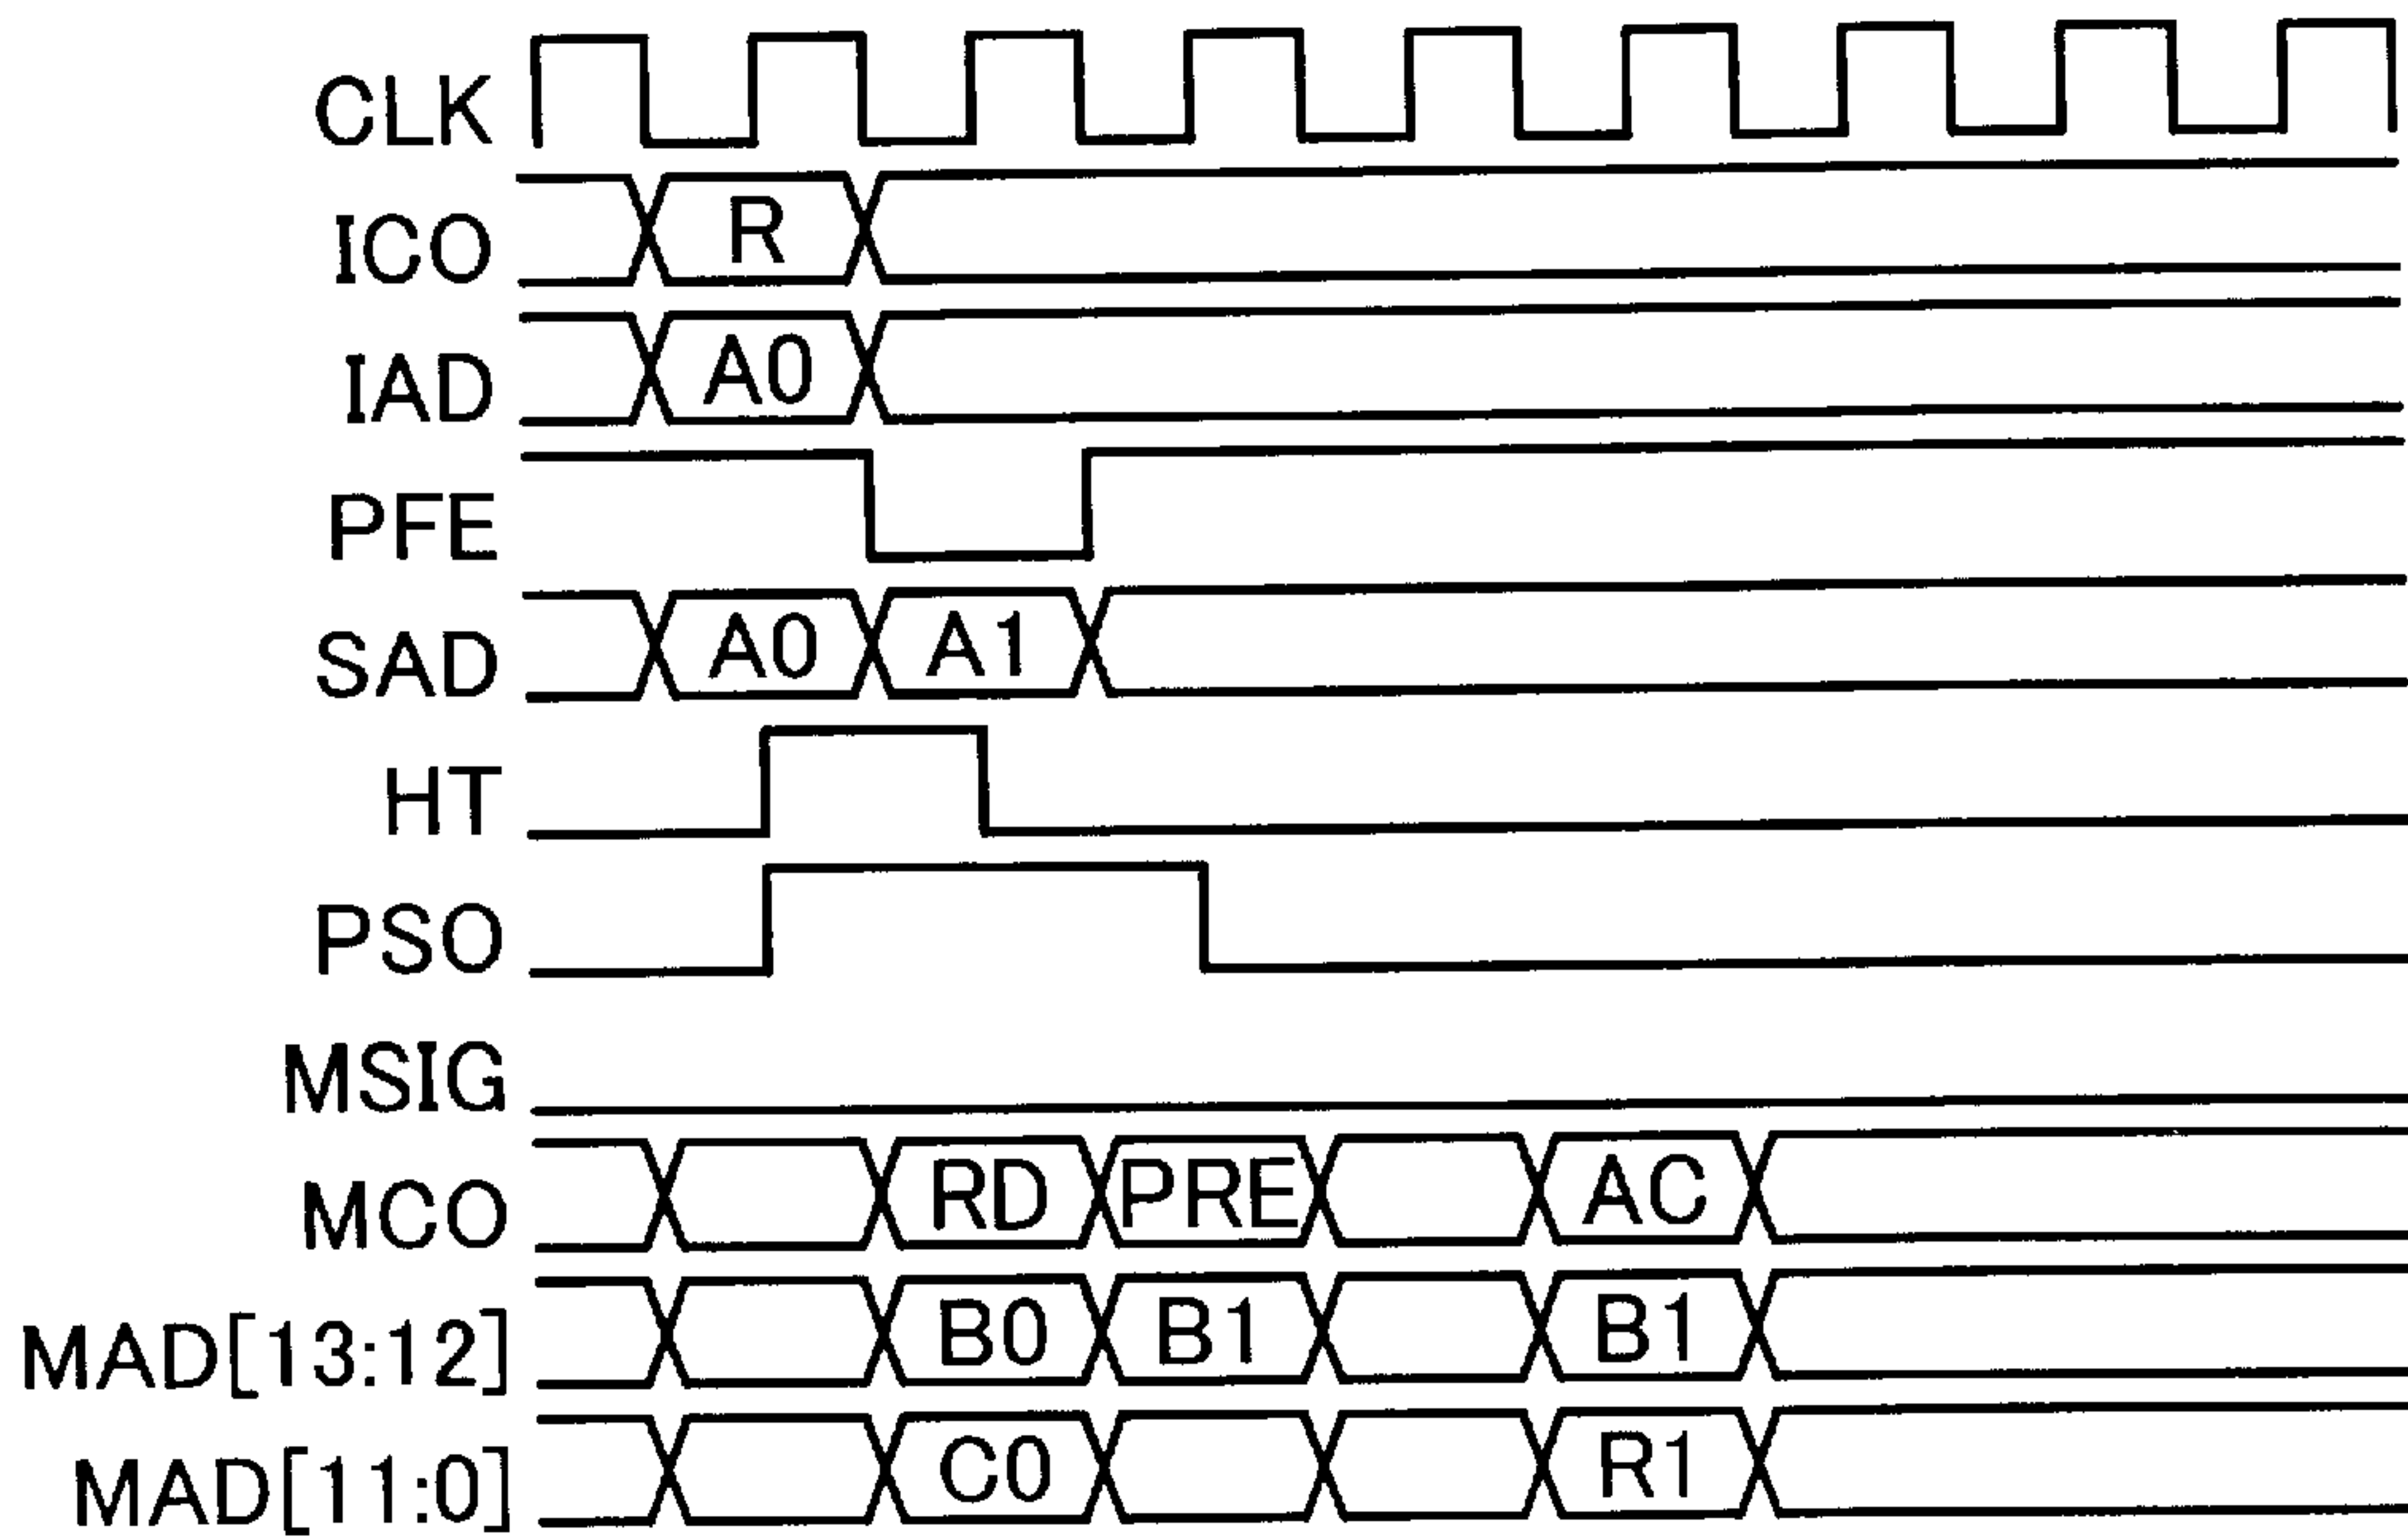 CLK
ICO R
IAD A0
PFE
SAD A0 A1
HT
PSO
MSIG
MCO RD PRE AC
MAD[13:12] B0 B1 B1
MAD[11:0] C0 R1